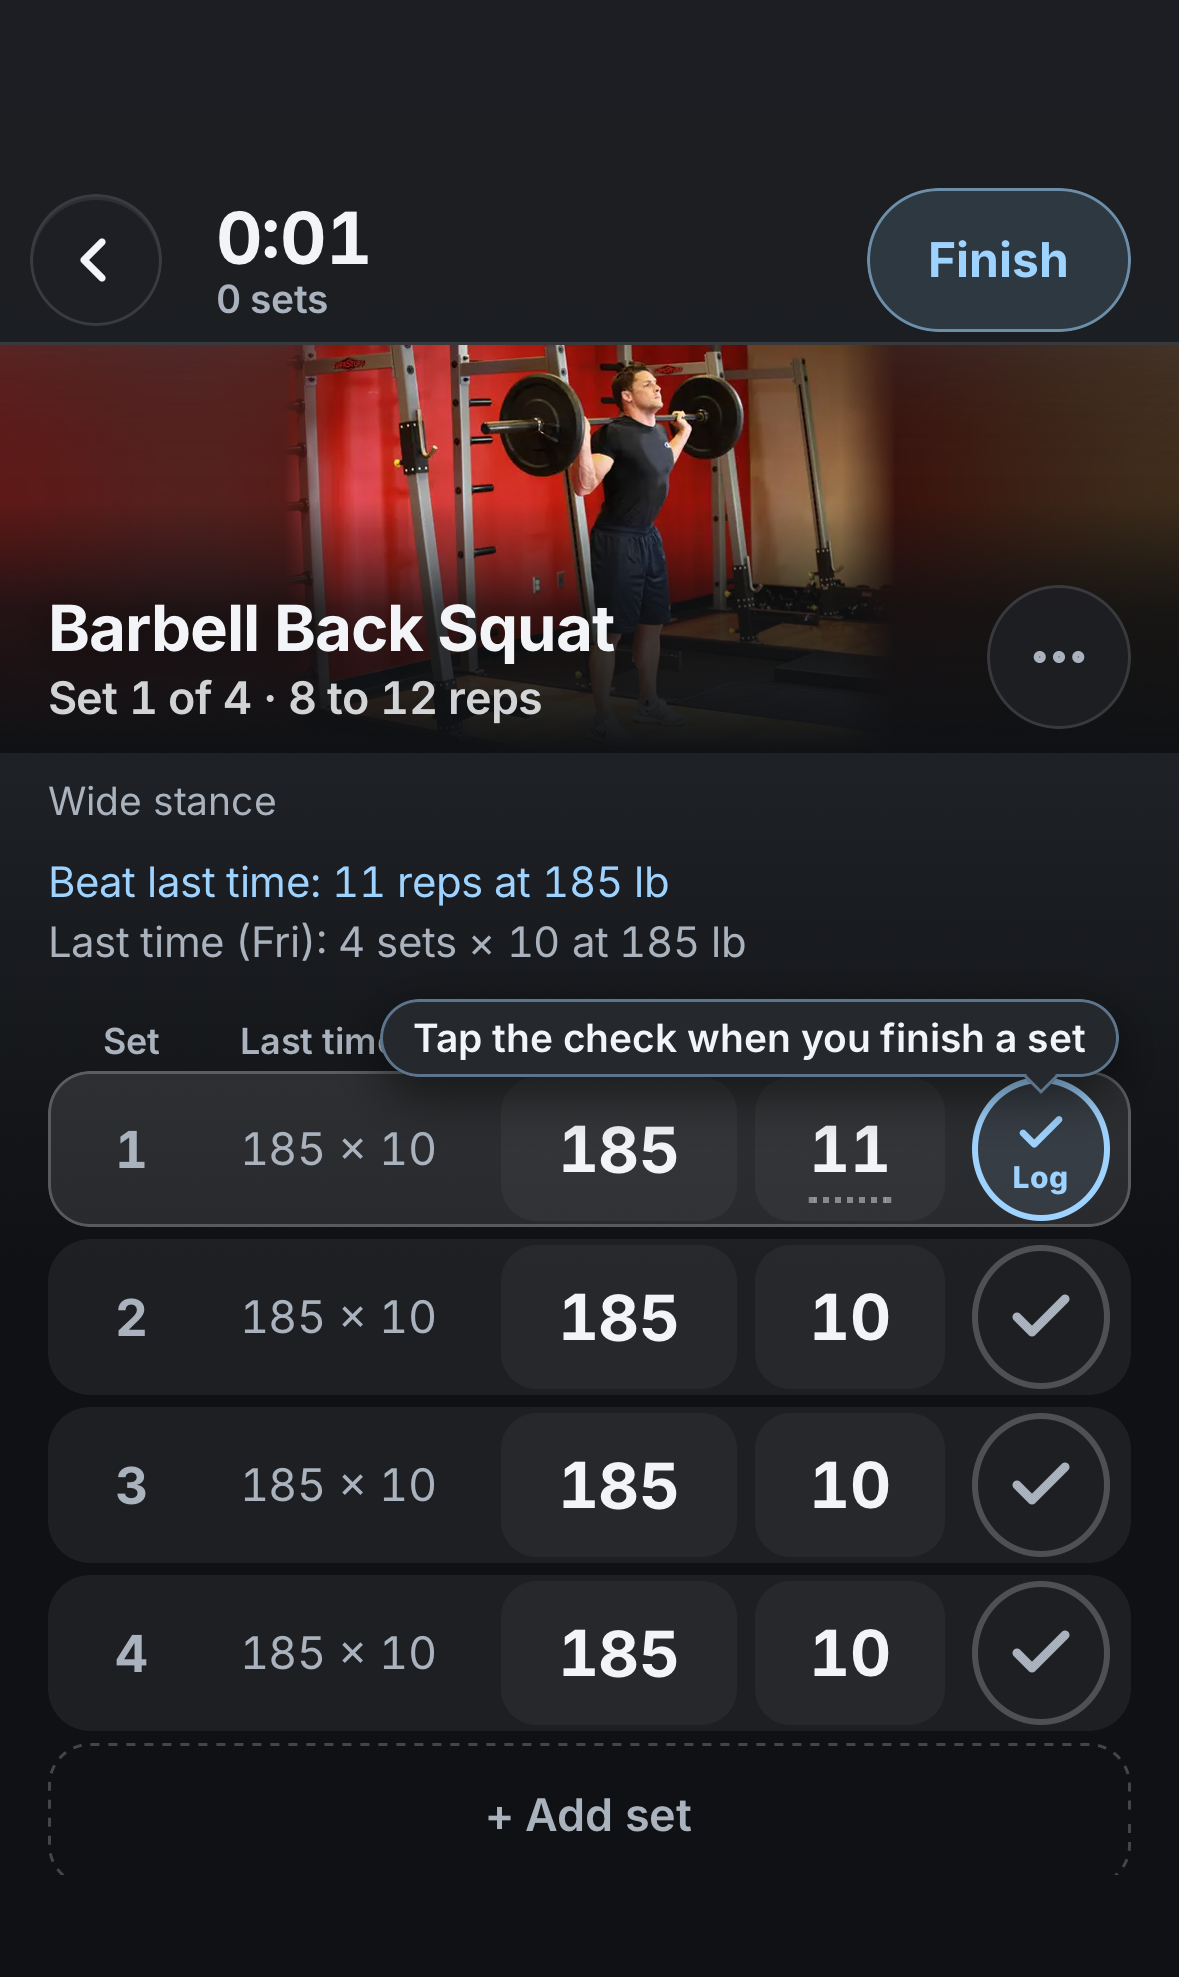 0:01
0 sets
Finish
Barbell Back Squat
Set 1 of 4 · 8 to 12 reps
Wide stance
Beat last time: 11 reps at 185 lb
Last time (Fri): 4 sets × 10 at 185 lb
Tap the check when you finish a set
Set Last
1 185 × 10 185 11 Log
2 185 × 10 185 10
3 185 × 10 185 10
4 185 × 10 185 10
+ Add set